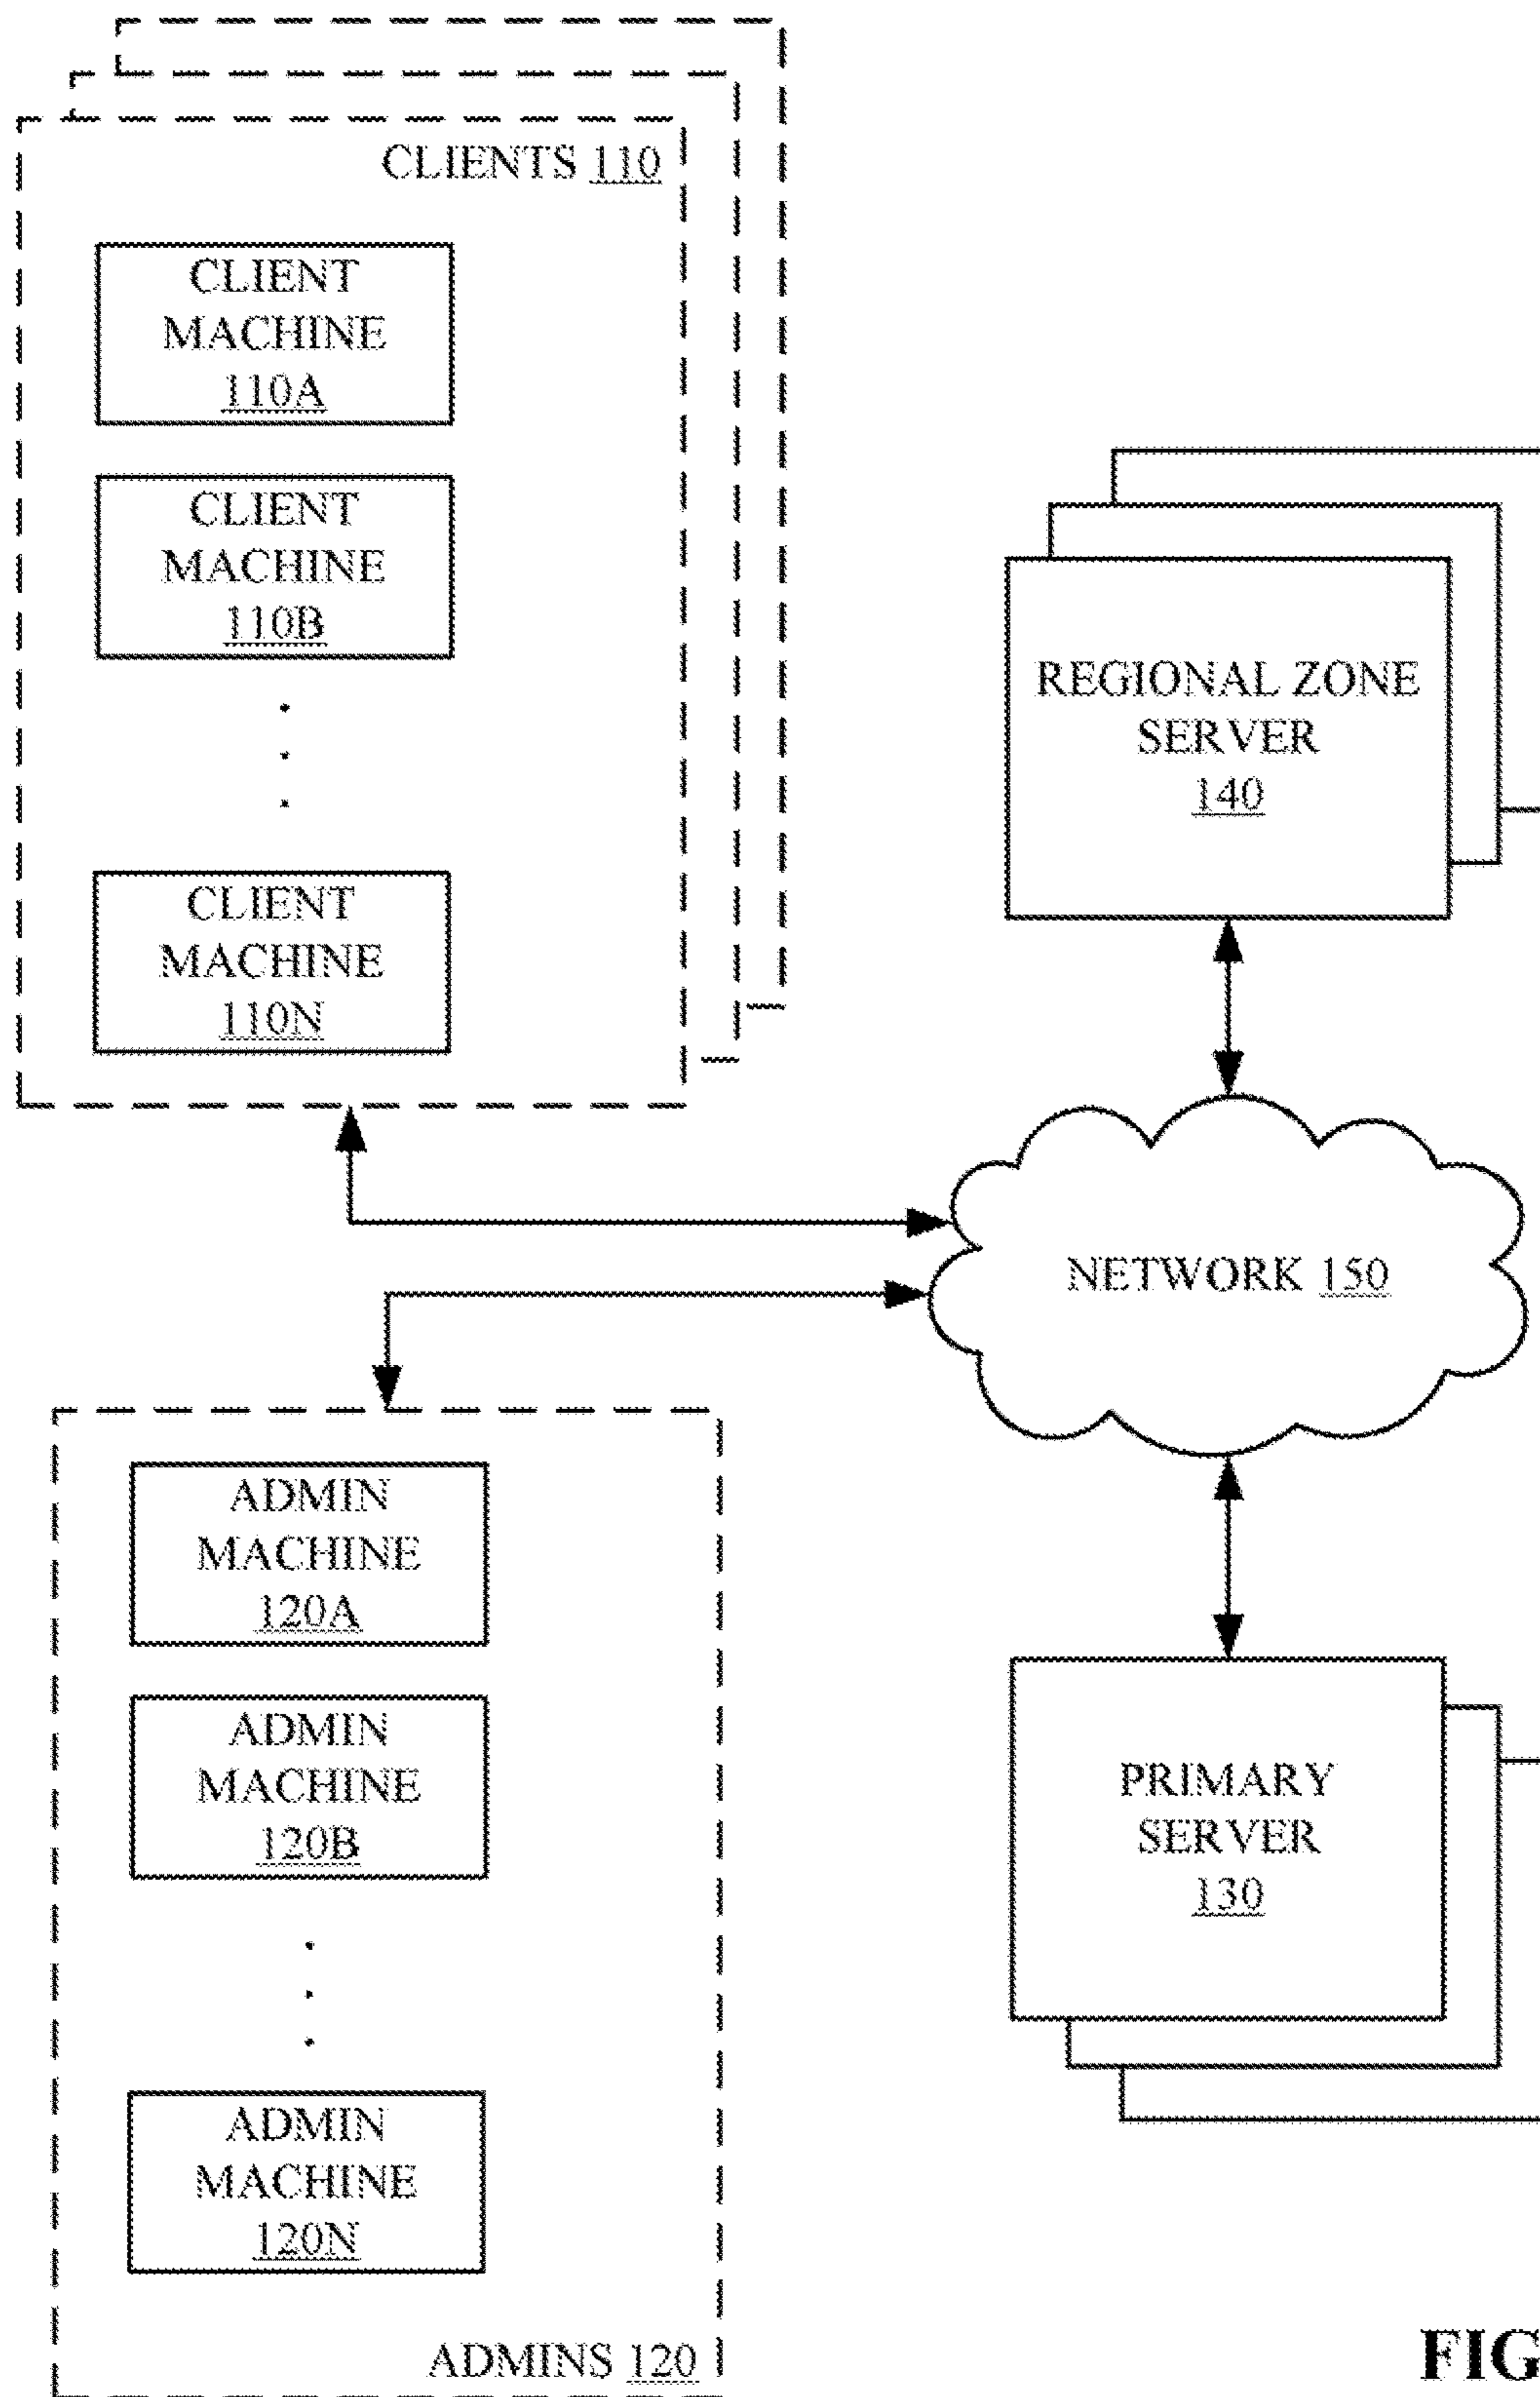 CLIENTS 110
CLIENT
MACHINE
110A
CLIENT
MACHINE
110B
CLIENT
MACHINE
110N
REGIONAL ZONE
SERVER
140
NETWORK 150
ADMIN
MACHINE
120A
ADMIN
MACHINE
120B
ADMIN
MACHINE
120N
ADMINS 120
PRIMARY
SERVER
130
FIG